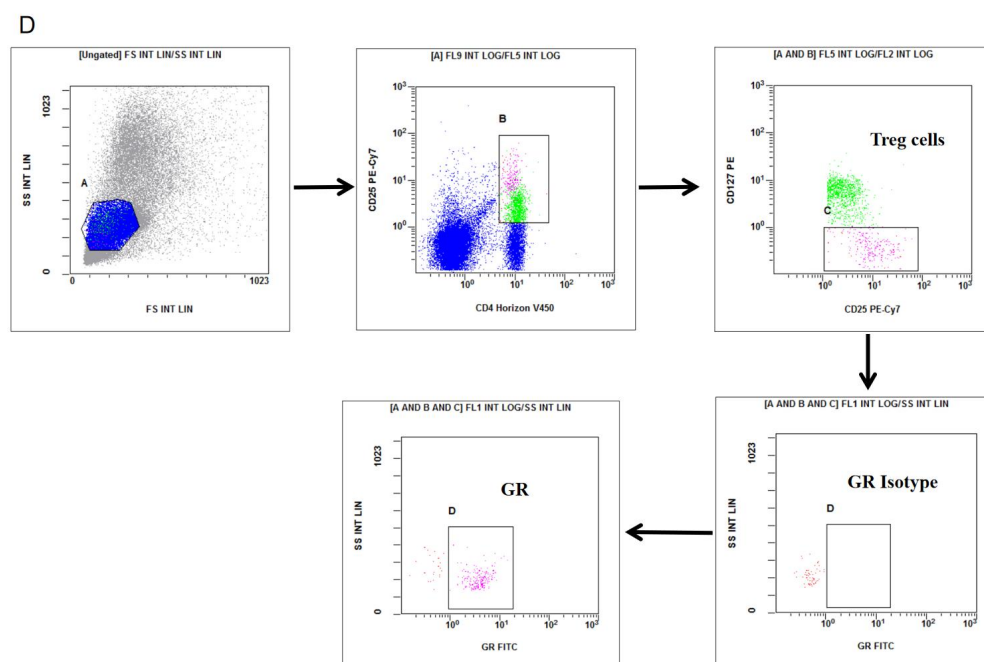 D
[Ungated] FS INT LIN/SS INT LIN
1023
SS INT LIN
A
0
0
1023
FS INT LIN
[A] FL9 INT LOG/FL5 INT LOG
10³
10²
10¹
10⁰
CD25 PE-Cy7
B
10⁰
10¹
10²
10³
CD4 Horizon V450
[A AND B] FL5 INT LOG/FL2 INT LOG
10³
10²
10¹
10⁰
CD127 PE
Treg cells
C
10⁰
10¹
10²
10³
CD25 PE-Cy7
[A AND B AND C] FL1 INT LOG/SS INT LIN
1023
SS INT LIN
GR
D
0
10⁰
10¹
10²
10³
GR FITC
[A AND B AND C] FL1 INT LOG/SS INT LIN
1023
SS INT LIN
GR Isotype
D
0
10⁰
10¹
10²
10³
GR FITC